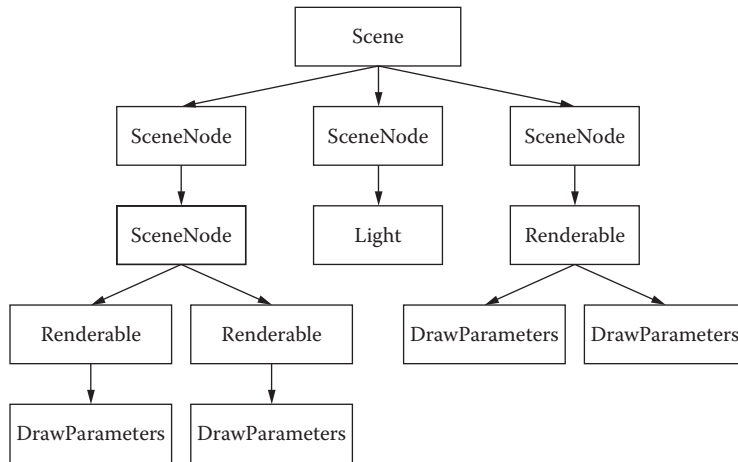 Scene
SceneNode
SceneNode
SceneNode
SceneNode
Light
Renderable
Renderable
Renderable
DrawParameters
DrawParameters
DrawParameters
DrawParameters